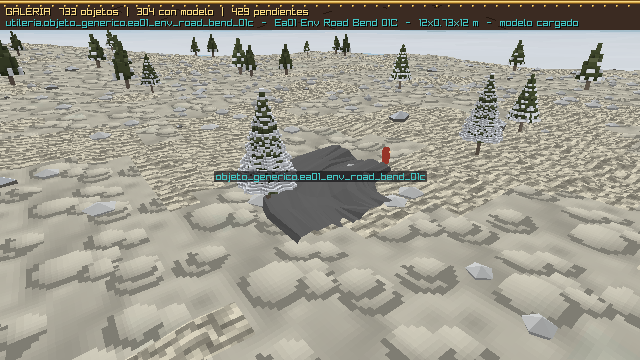 GALERIA 733 objetos | 304 con modelo | 429 pendientes
utileria.objeto_generico.ea01_env_road_bend_01c - Ea01 Env Road Bend 01C - 12x0.73x12 m - modelo cargado
objeto_generico.ea01_env_road_bend_01c